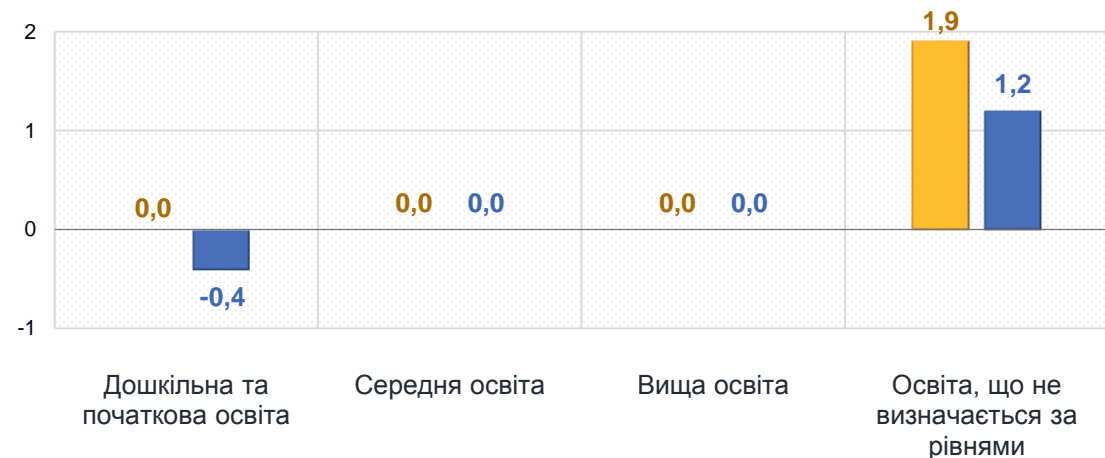 2
1
0
-1
0,0
-0,4
0,0 0,0
0,0 0,0
1,9
1,2
Дошкільна та
початкова освіта
Середня освіта
Вища освіта
Освіта, що не
визначається за
рівнями